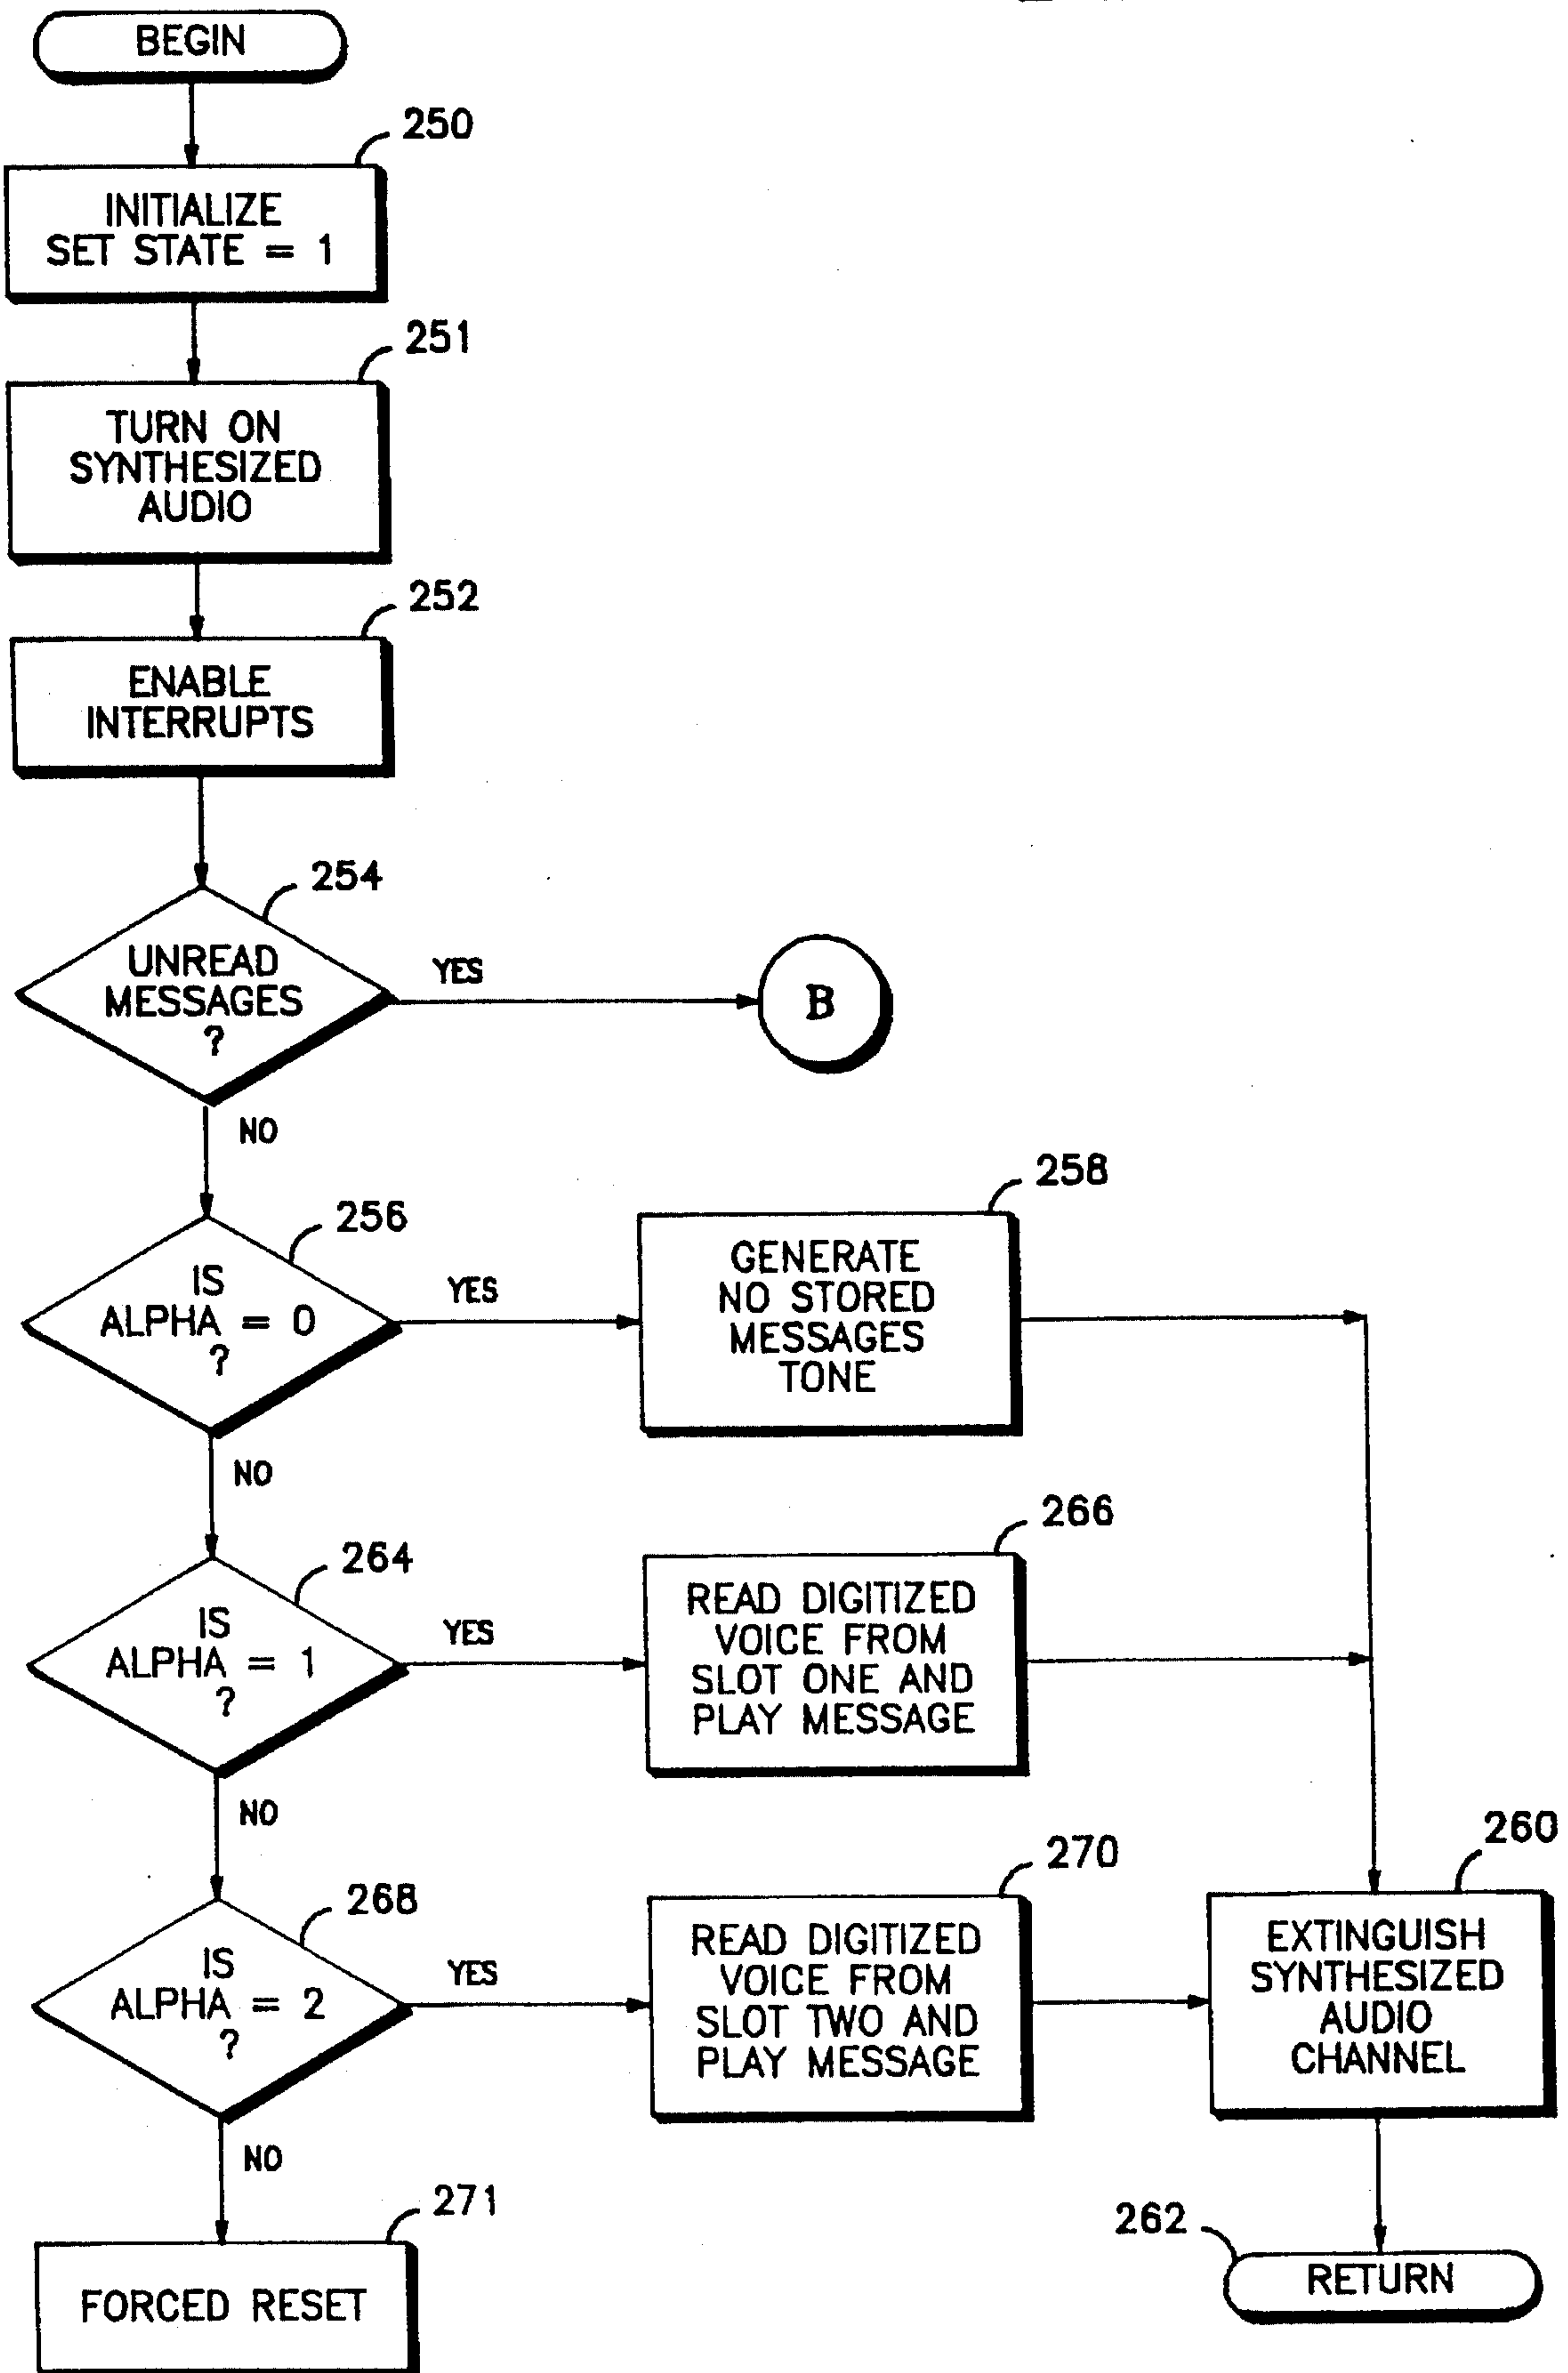 BEGIN
250
INITIALIZE
SET STATE = 1
251
TURN ON
SYNTHESIZED
AUDIO
252
ENABLE
INTERRUPTS
254
UNREAD
MESSAGES
?
YES
B
NO
256
IS
ALPHA = 0
?
YES
258
GENERATE
NO STORED
MESSAGES
TONE
NO
264
IS
ALPHA = 1
?
YES
266
READ DIGITIZED
VOICE FROM
SLOT ONE AND
PLAY MESSAGE
NO
268
IS
ALPHA = 2
?
YES
270
READ DIGITIZED
VOICE FROM
SLOT TWO AND
PLAY MESSAGE
260
EXTINGUISH
SYNTHESIZED
AUDIO
CHANNEL
NO
271
FORCED RESET
262
RETURN